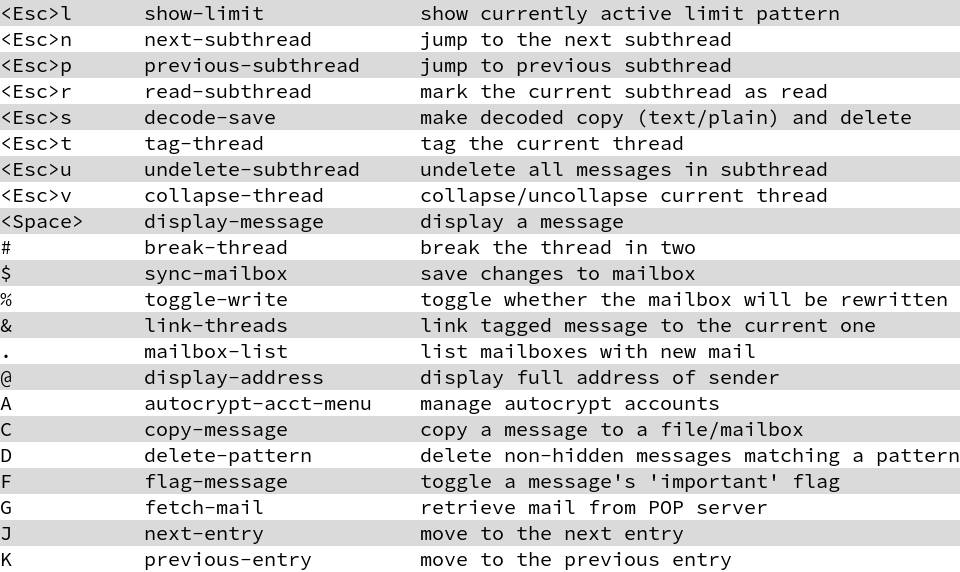 <Esc>l      show-limit             show currently active limit pattern
<Esc>n      next-subthread         jump to the next subthread
<Esc>p      previous-subthread     jump to previous subthread
<Esc>r      read-subthread         mark the current subthread as read
<Esc>s      decode-save            make decoded copy (text/plain) and delete
<Esc>t      tag-thread             tag the current thread
<Esc>u      undelete-subthread     undelete all messages in subthread
<Esc>v      collapse-thread        collapse/uncollapse current thread
<Space>     display-message        display a message
#           break-thread           break the thread in two
$           sync-mailbox           save changes to mailbox
%           toggle-write           toggle whether the mailbox will be rewritten
&           link-threads           link tagged message to the current one
.           mailbox-list           list mailboxes with new mail
@           display-address        display full address of sender
A           autocrypt-acct-menu    manage autocrypt accounts
C           copy-message           copy a message to a file/mailbox
D           delete-pattern         delete non-hidden messages matching a pattern
F           flag-message           toggle a message's 'important' flag
G           fetch-mail             retrieve mail from POP server
J           next-entry             move to the next entry
K           previous-entry         move to the previous entry